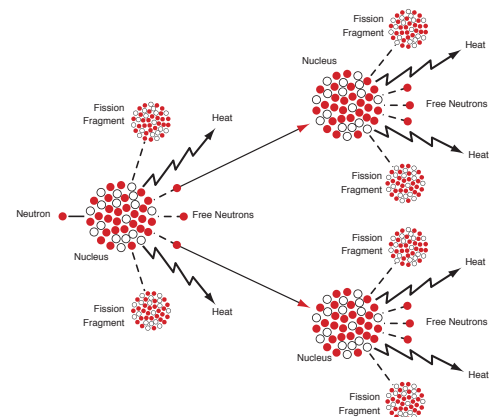 Fission
Fragment
Heat
Nucleus
Free Neutrons
Heat
Fission
Fragment
Fission
Fragment
Heat
Neutron
Free Neutrons
Nucleus
Heat
Fission
Fragment
Fission
Fragment
Heat
Free Neutrons
Nucleus
Heat
Fission
Fragment